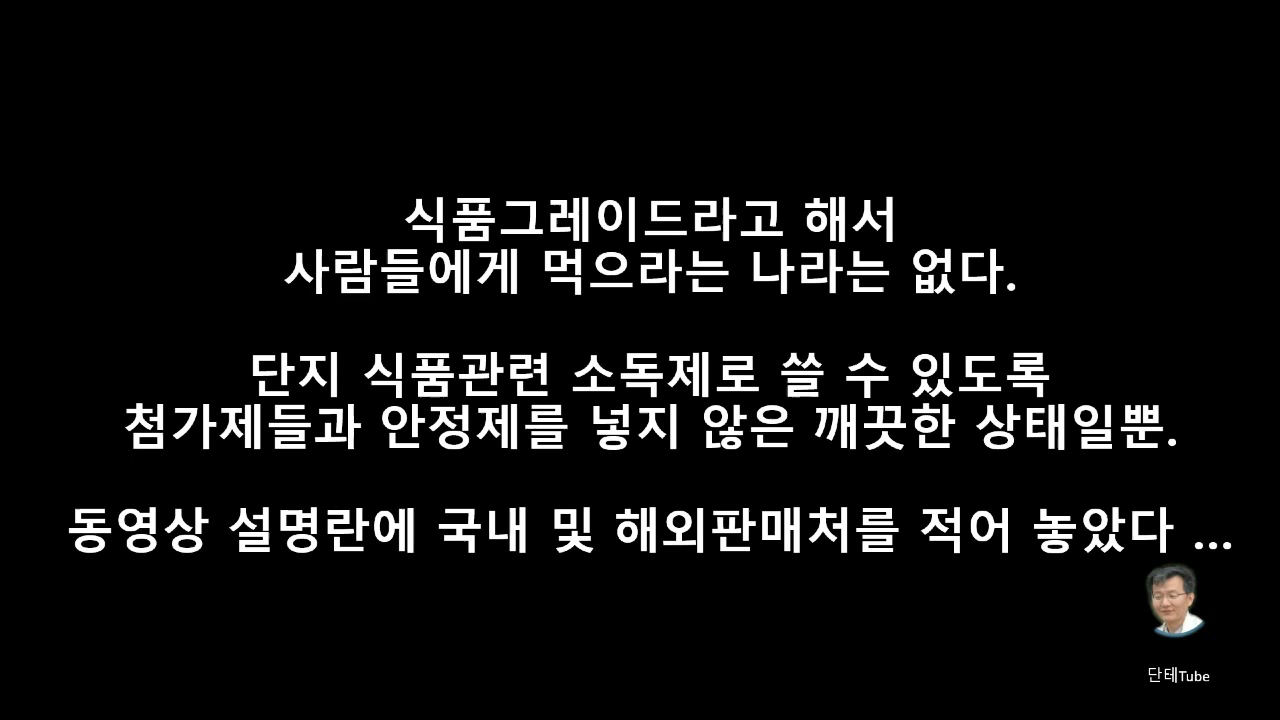 식품그레이드라고 해서
사람들에게 먹으라는 나라는 없다.
단지 식품관련 소독제로 쓸 수 있도록
첨가제들과 안정제를 넣지 않은 깨끗한 상태일뿐.
동영상 설명란에 국내 및 해외판매처를 적어 놓았다 ...
단테Tube